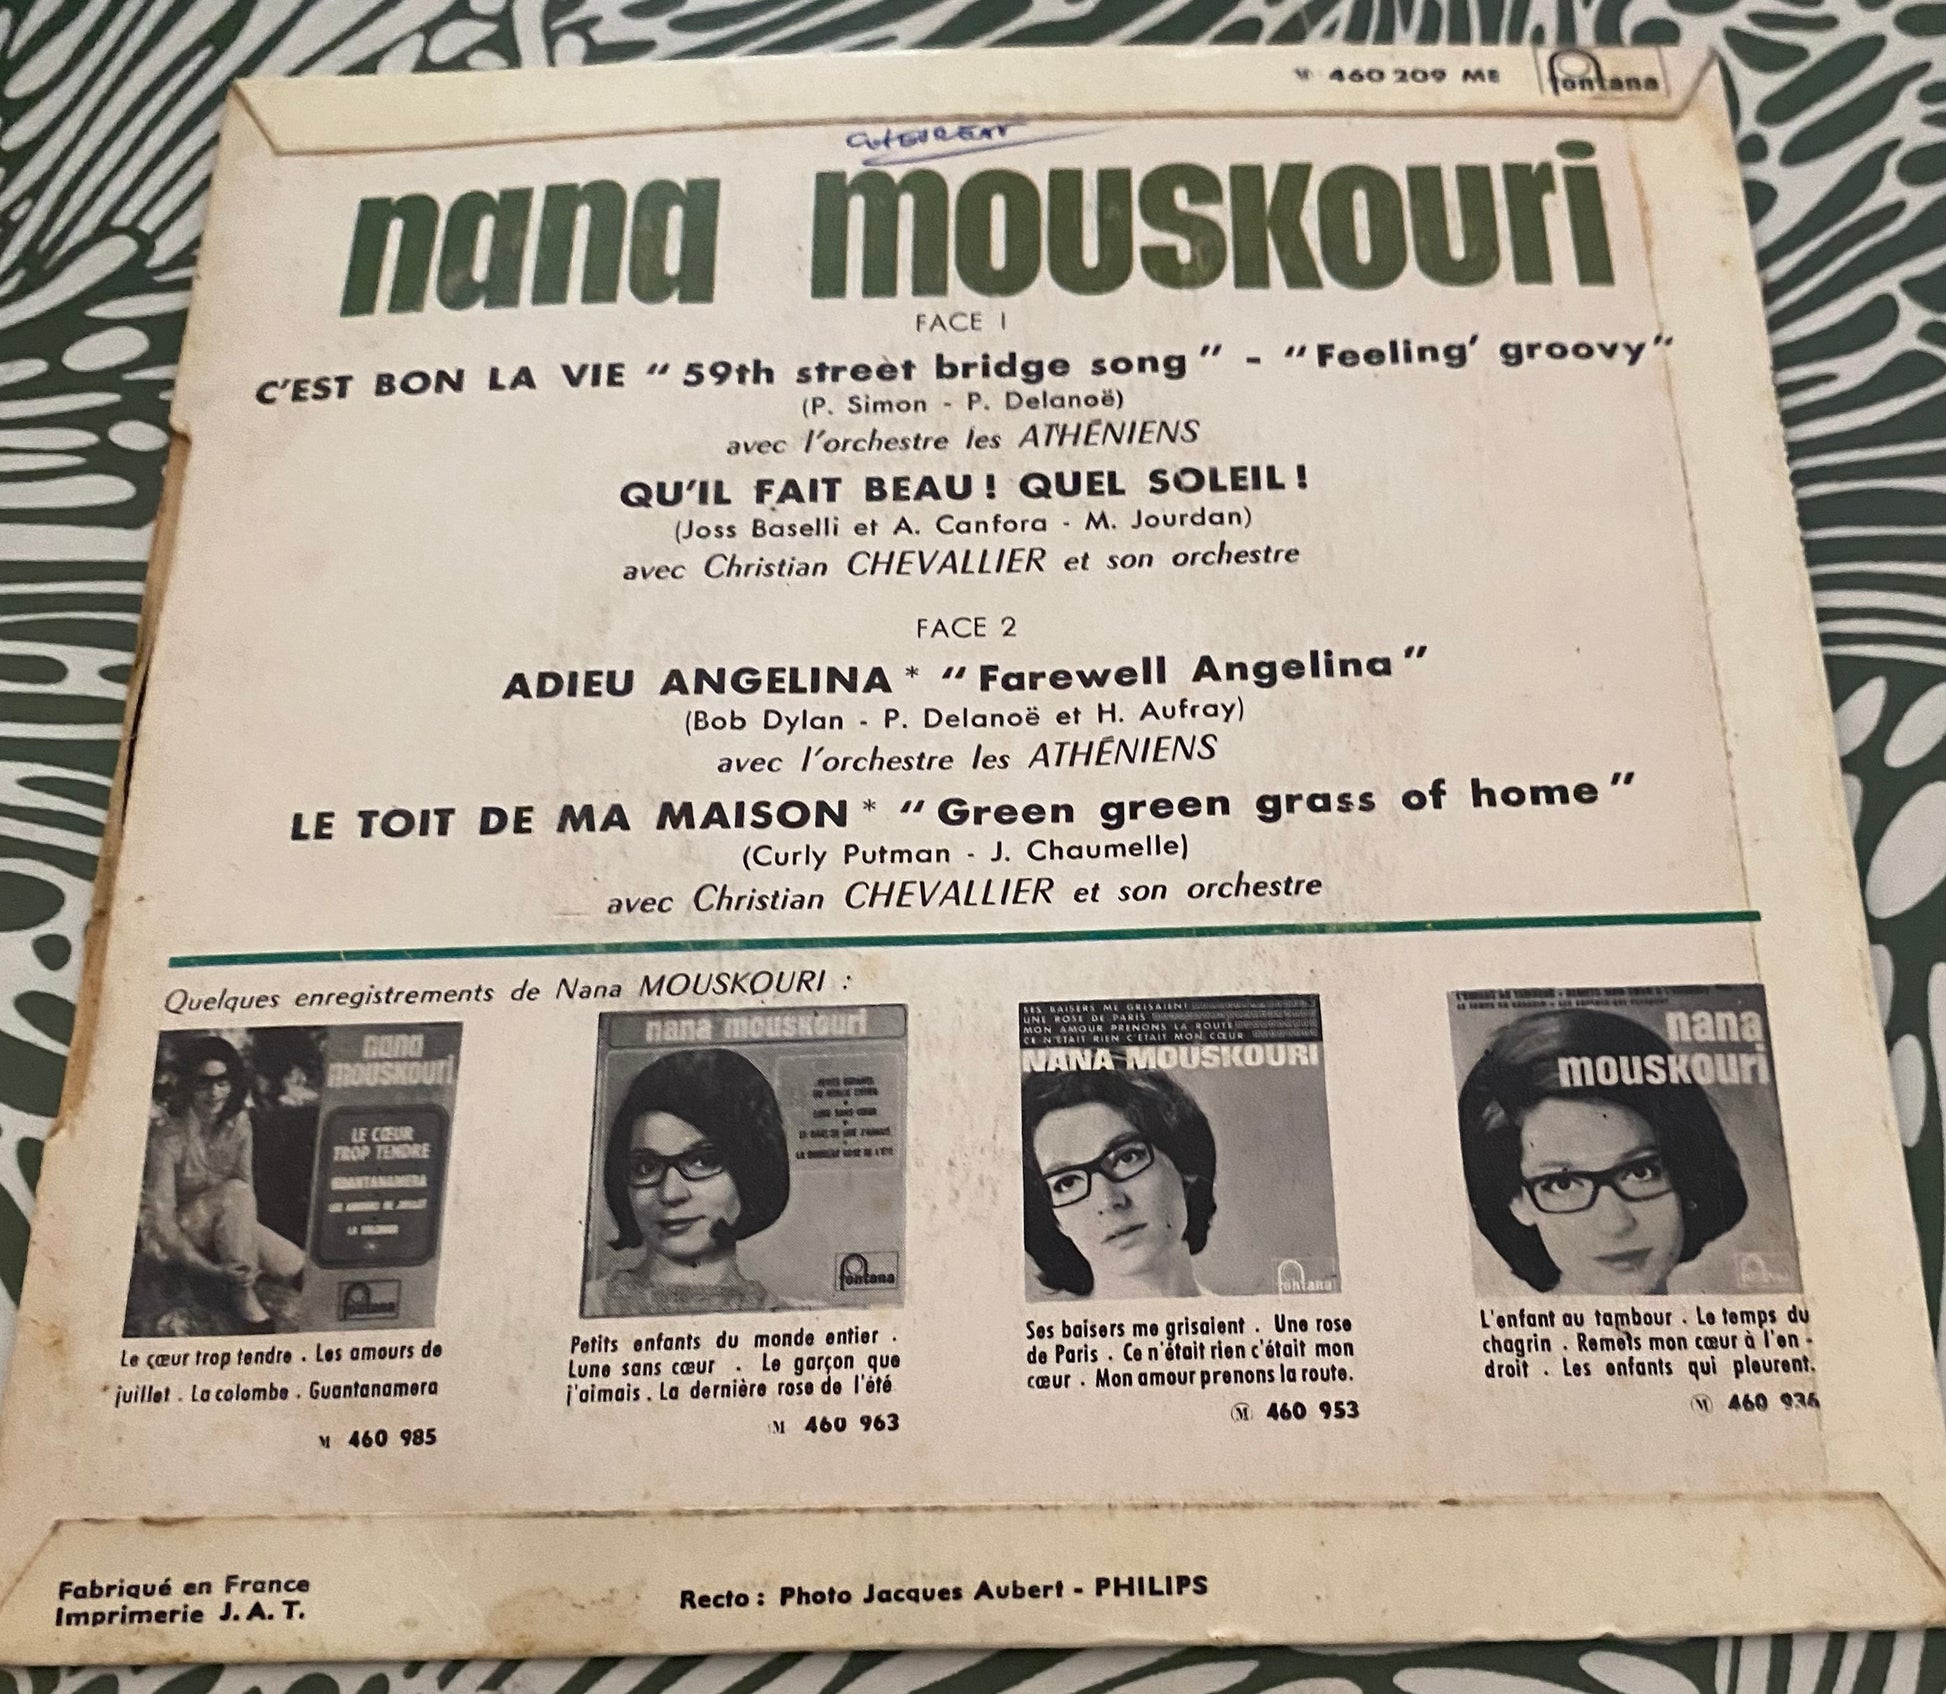 460 209 ME fontana
nana mouskouri
FACE 1
C'EST BON LA VIE “ 59th street bridge song ” - “ Feeling' groovy ”
(P. Simon - P. Delanoë)
avec l'orchestre les ATHÉNIENS
QU'IL FAIT BEAU ! QUEL SOLEIL !
(Joss Baselli et A. Canfora - M. Jourdan)
avec Christian CHEVALLIER et son orchestre
FACE 2
ADIEU ANGELINA * “ Farewell Angelina ”
(Bob Dylan - P. Delanoë et H. Aufray)
avec l'orchestre les ATHÉNIENS
LE TOIT DE MA MAISON * “ Green green grass of home ”
(Curly Putman - J. Chaumelle)
avec Christian CHEVALLIER et son orchestre
Quelques enregistrements de Nana MOUSKOURI :
nana
mouskouri
LE CŒUR
TROP TENDRE
GUANTANAMERA
LES AMOURS DE JUILLET
LA COLOMBE
fontana
Le cœur trop tendre . Les amours de
juillet . La colombe . Guantanamera
M 460 985
nana mouskouri
fontana
Petits enfants du monde entier .
Lune sans cœur . Le garçon que
j'aimais . La dernière rose de l'été
M 460 963
SES BAISERS ME GRISAIENT
UNE ROSE DE PARIS
MON AMOUR PRENONS LA ROUTE
CE N'ÉTAIT RIEN C'ÉTAIT MON CŒUR
NANA MOUSKOURI
fontana
Ses baisers me grisaient . Une rose
de Paris . Ce n'était rien c'était mon
cœur . Mon amour prenons la route.
M 460 953
nana
mouskouri
L'enfant au tambour . Le temps du
chagrin . Remets mon cœur à l'en -
droit . Les enfants qui pleurent.
M 460 936
Fabriqué en France
Imprimerie J. A. T.
Recto : Photo Jacques Aubert - PHILIPS